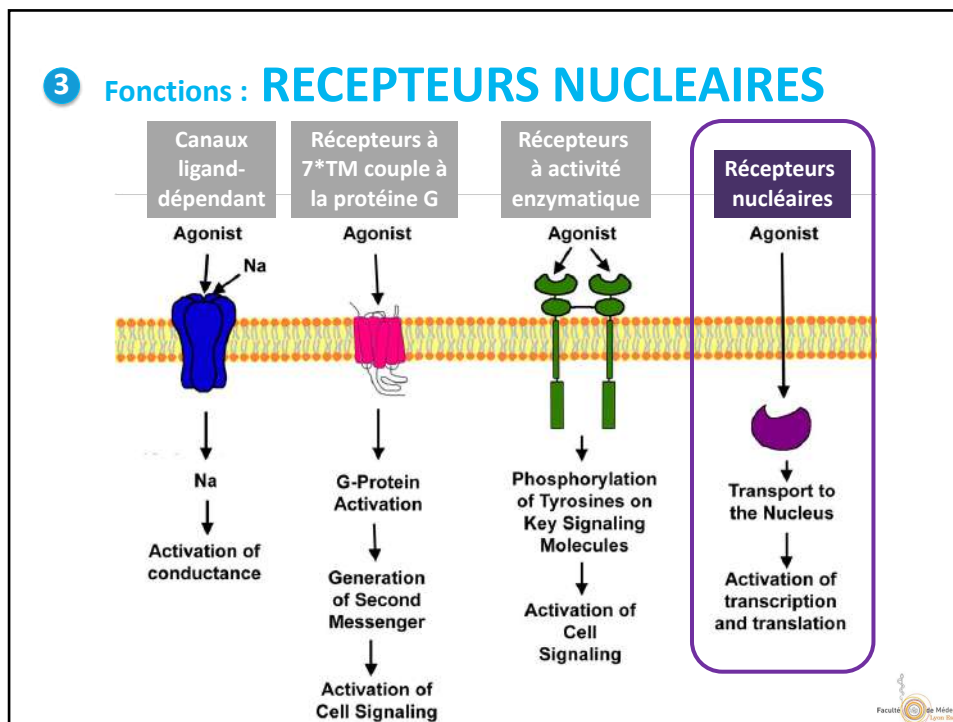 3 Fonctions : RECEPTEURS NUCLEAIRES
Canaux
ligand-
dépendant
Récepteurs à
7*TM couple à
la protéine G
Récepteurs
à activité
enzymatique
Récepteurs
nucléaires
Agonist
Na
Na
Activation of
conductance
Agonist
G-Protein
Activation
Generation
of Second
Messenger
Activation of
Cell Signaling
Agonist
Phosphorylation
of Tyrosines on
Key Signaling
Molecules
Activation of
Cell
Signaling
Agonist
Transport to
the Nucleus
Activation of
transcription
and translation
Faculté de Méde
Lyon